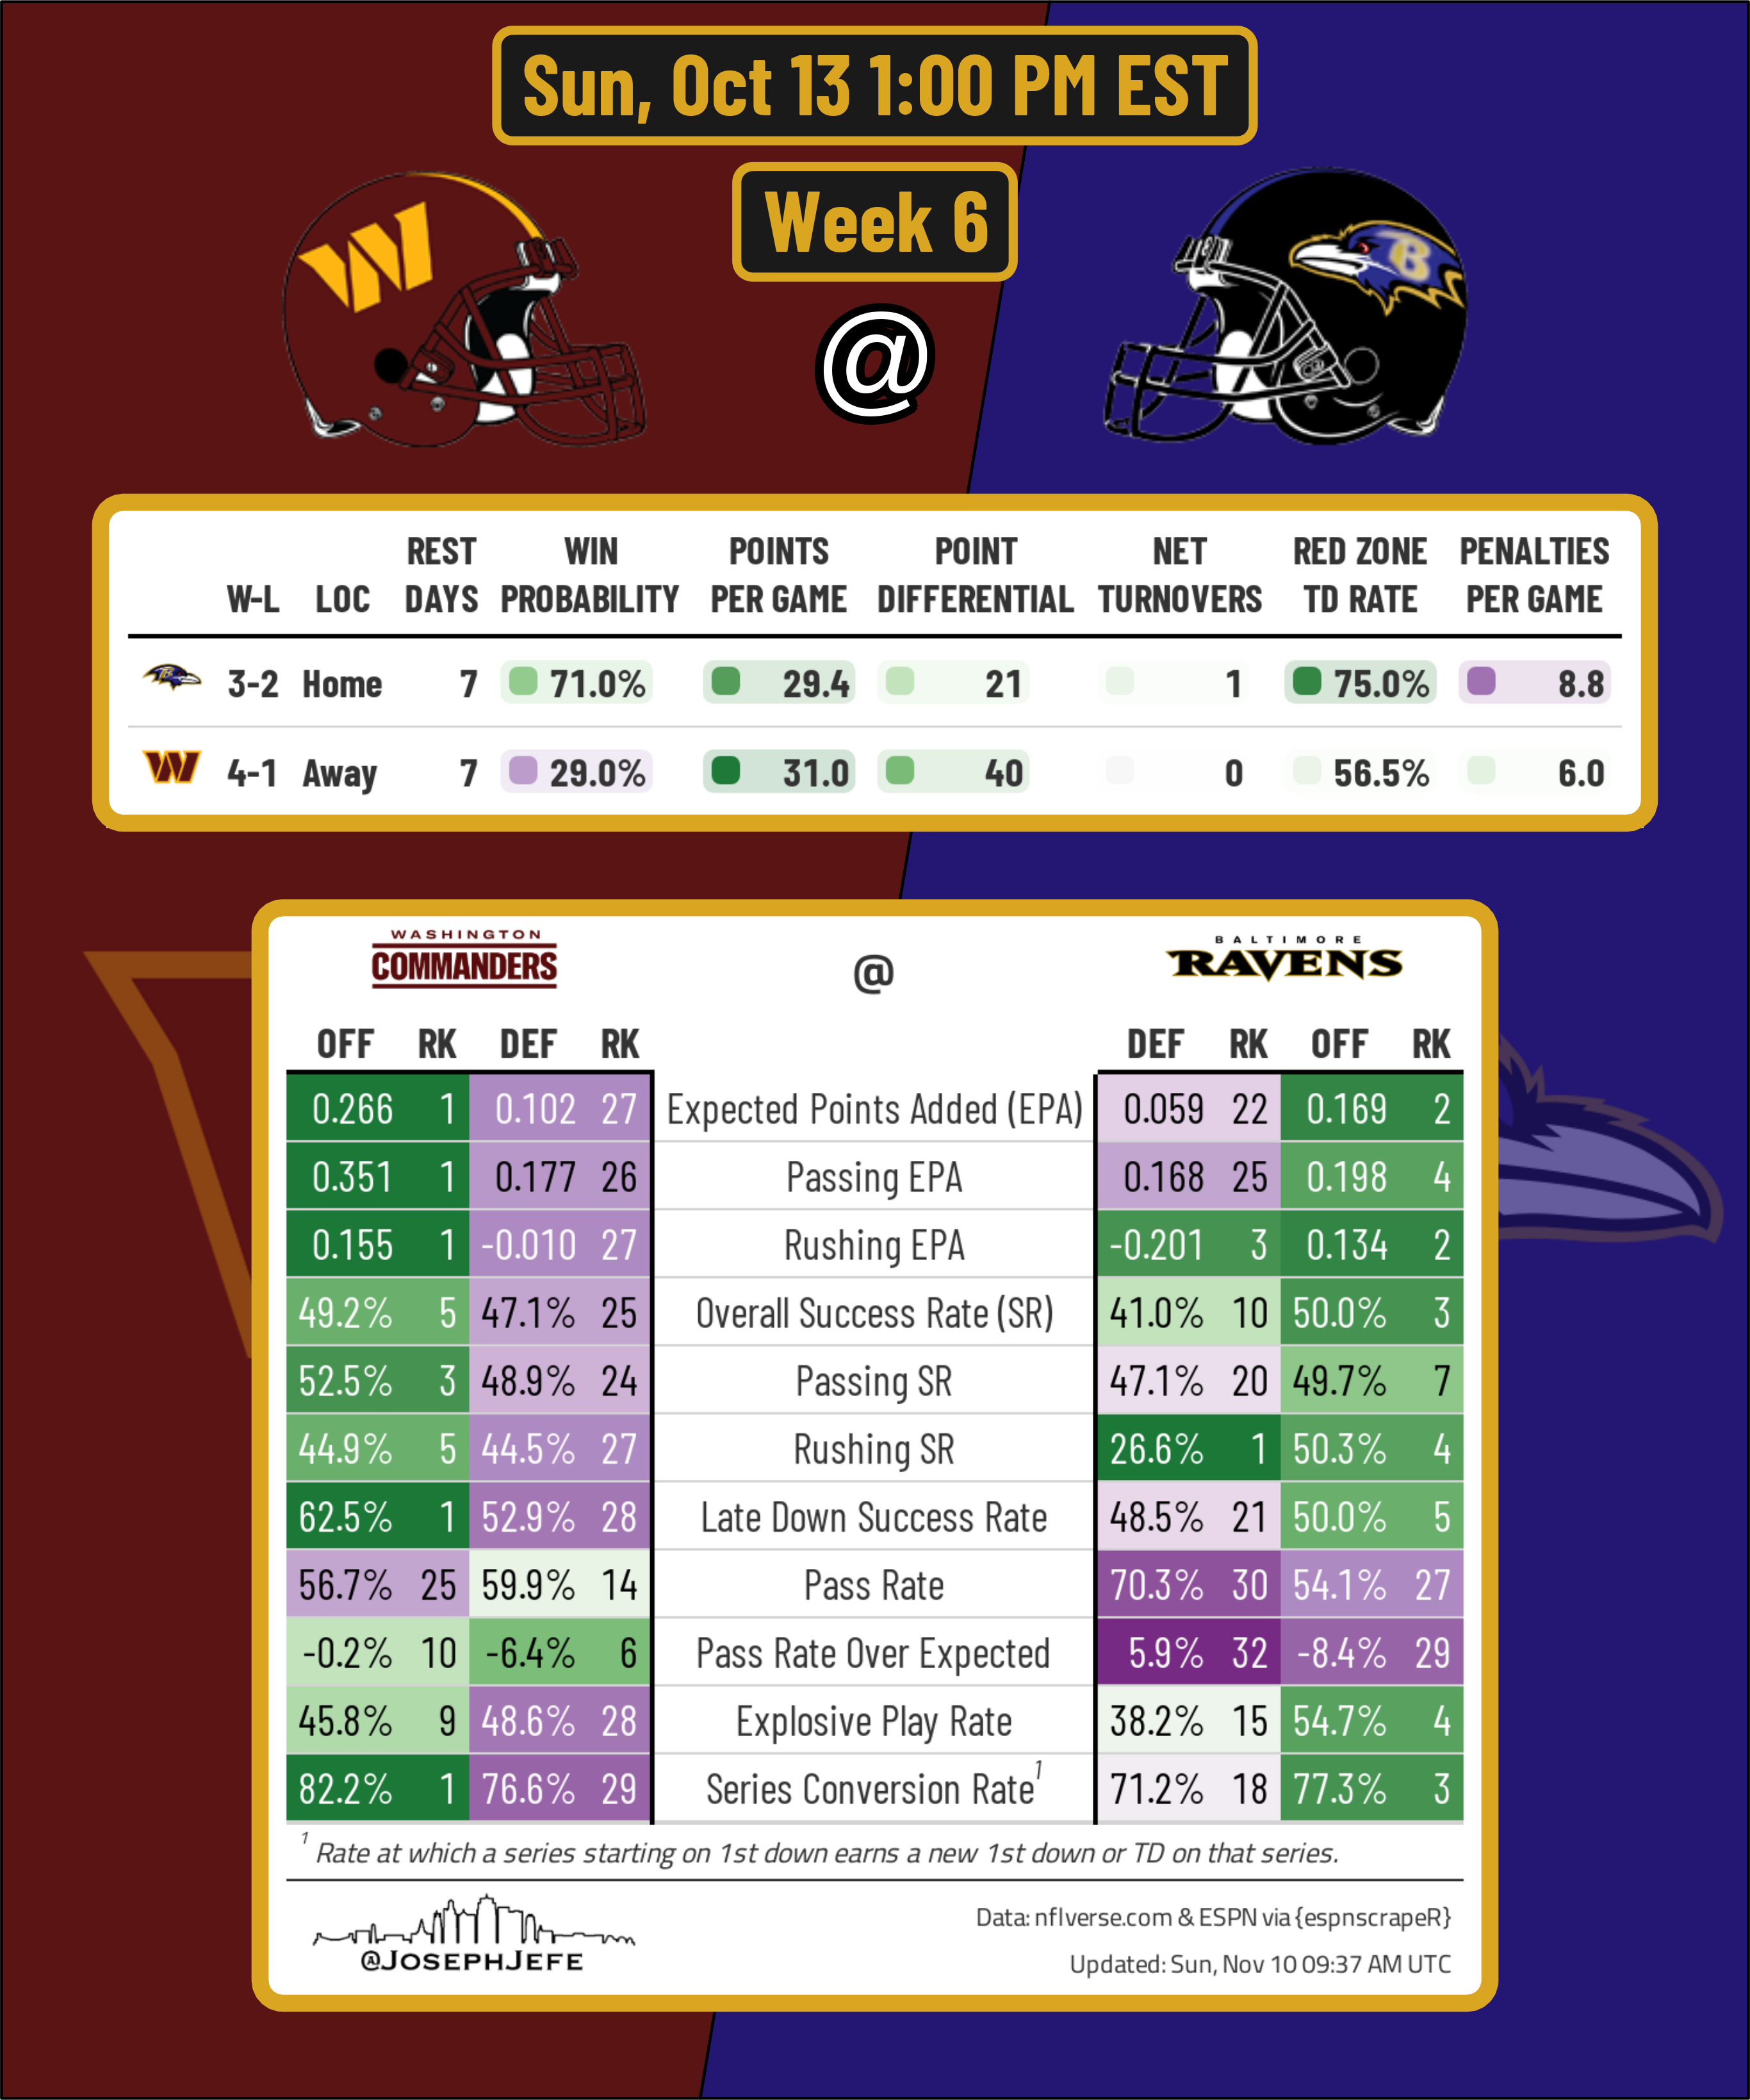 Sun, Oct 13 1:00 PM EST
Week 6
@
B
REST WIN POINTS POINT NET RED ZONE PENALTIES
W-L LOC DAYS PROBABILITY PER GAME DIFFERENTIAL TURNOVERS TD RATE PER GAME
3-2 Home 7 71.0% 29.4 21 1 75.0% 8.8
4-1 Away 7 29.0% 31.0 40 0 56.5% 6.0
WASHINGTON BALTIMORE
COMMANDERS @ RAVENS
OFF RK DEF RK DEF RK OFF RK
0.266 1 0.102 27 Expected Points Added (EPA) 0.059 22 0.169 2
0.351 1 0.177 26 Passing EPA 0.168 25 0.198 4
0.155 1 -0.010 27 Rushing EPA -0.201 3 0.134 2
49.2% 5 47.1% 25 Overall Success Rate (SR) 41.0% 10 50.0% 3
52.5% 3 48.9% 24 Passing SR 47.1% 20 49.7% 7
44.9% 5 44.5% 27 Rushing SR 26.6% 1 50.3% 4
62.5% 1 52.9% 28 Late Down Success Rate 48.5% 21 50.0% 5
56.7% 25 59.9% 14 Pass Rate 70.3% 30 54.1% 27
-0.2% 10 -6.4% 6 Pass Rate Over Expected 5.9% 32 -8.4% 29
45.8% 9 48.6% 28 Explosive Play Rate 38.2% 15 54.7% 4
82.2% 1 76.6% 29 Series Conversion Rate¹ 71.2% 18 77.3% 3
¹ Rate at which a series starting on 1st down earns a new 1st down or TD on that series.
@JOSEPHJEFE
Data: nflverse.com & ESPN via {espnscrapeR}
Updated: Sun, Nov 10 09:37 AM UTC